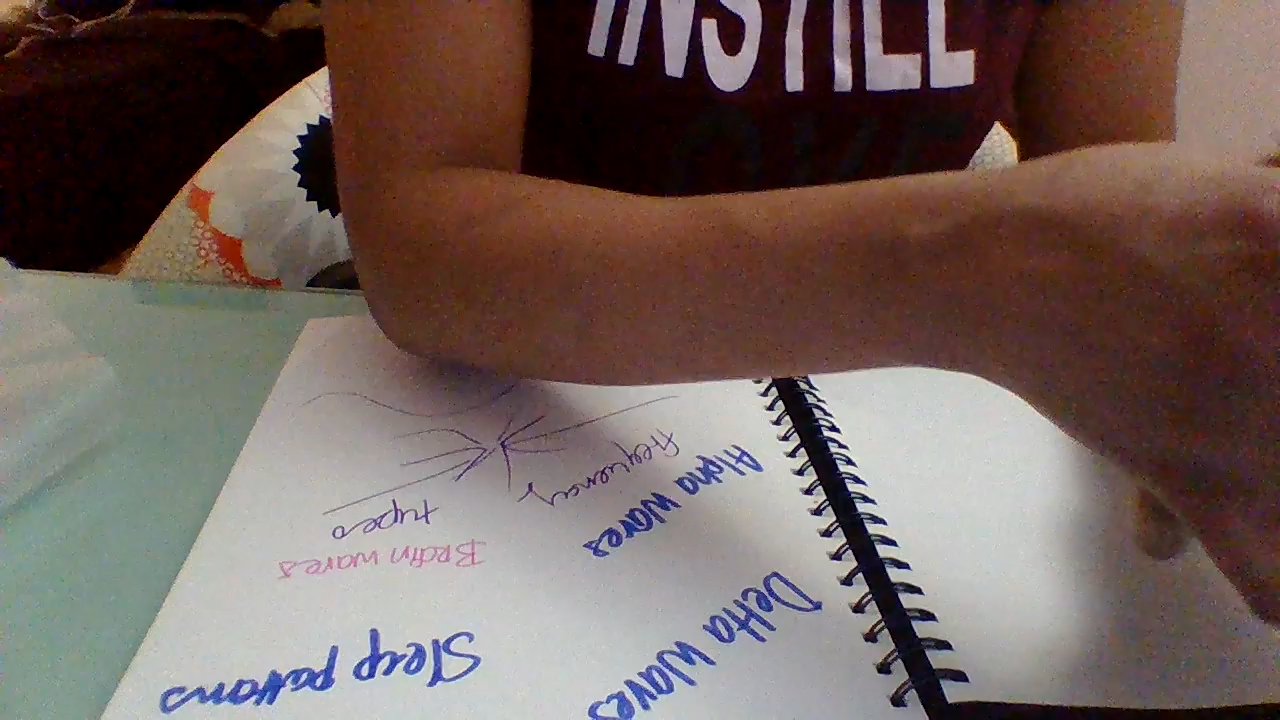 INSTILL
frequency
Alpha waves
types
Brain waves
Delta Waves
Sleep patterns